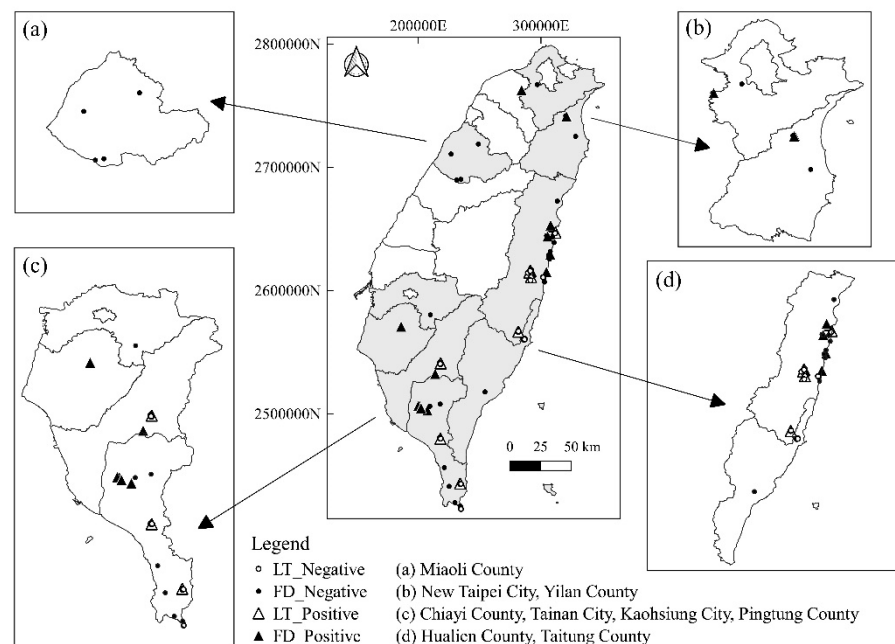 (a)
200000E 300000E
(b)
2800000N
2700000N
(c)
(d)
2600000N
2500000N
0 25 50 km
Legend
LT_Negative (a) Miaoli County
FD_Negative (b) New Taipei City, Yilan County
LT_Positive (c) Chiayi County, Tainan City, Kaohsiung City, Pingtung County
FD_Positive (d) Hualien County, Taitung County